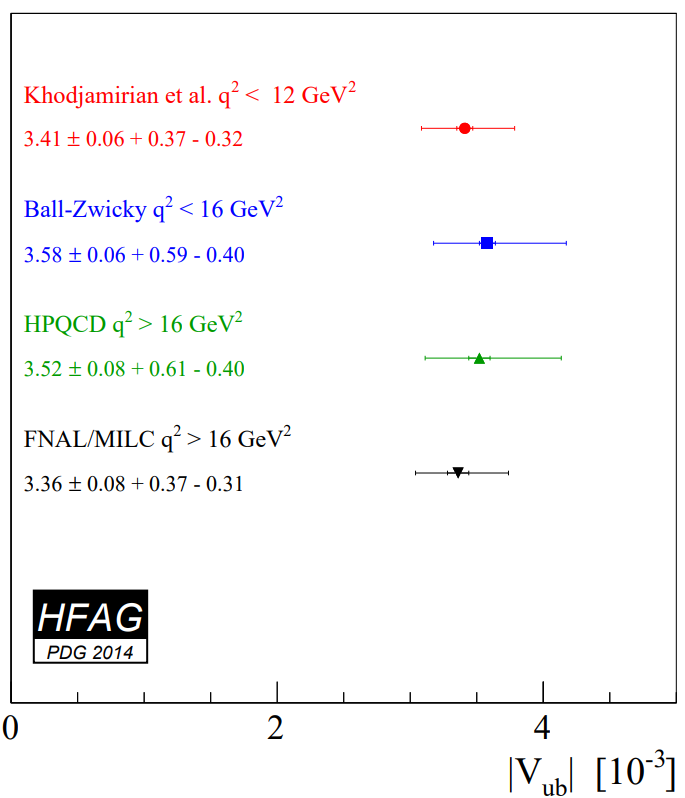 Khodjamirian et al. q² < 12 GeV²
3.41 ± 0.06 + 0.37 - 0.32
Ball-Zwicky q² < 16 GeV²
3.58 ± 0.06 + 0.59 - 0.40
HPQCD q² > 16 GeV²
3.52 ± 0.08 + 0.61 - 0.40
FNAL/MILC q² > 16 GeV²
3.36 ± 0.08 + 0.37 - 0.31
HFAG
PDG 2014
0 2 4
|V_ub| [10⁻³]